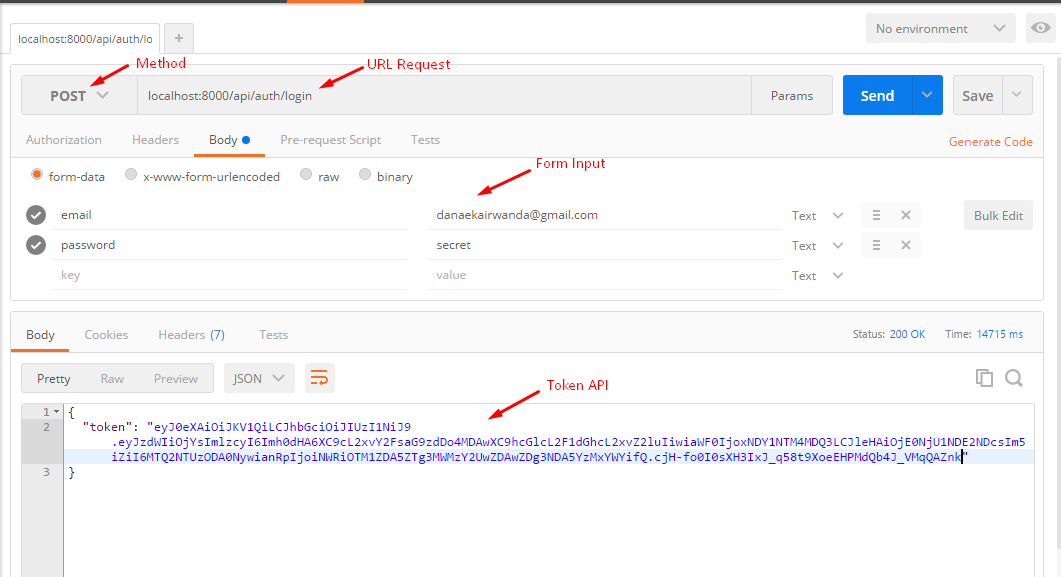 localhost:8000/api/auth/lo
+
No environment
Method
URL Request
POST
localhost:8000/api/auth/login
Params
Send
Save
Authorization
Headers
Body
Pre-request Script
Tests
Generate Code
Form Input
form-data
x-www-form-urlencoded
raw
binary
email
danaekairwanda@gmail.com
Text
Bulk Edit
password
secret
Text
key
value
Text
Body
Cookies
Headers (7)
Tests
Status: 200 OK
Time: 14715 ms
Pretty
Raw
Preview
JSON
Token API
1 {
2 "token": "eyJ0eXAiOiJKV1QiLCJhbGciOiJIUzI1NiJ9
.eyJzdWIiOjYsImlzcyI6Imh0dHA6XC9cL2xvY2FsaG9zdDo4MDAwXC9hcGlcL2F1dGhcL2xvZ2luIiwiaWF0IjoxNDY1NTM4MDQ3LCJleHAiOjE0NjU1NDE2NDcsIm5
iZiI6MTQ2NTUzODA0NywianRpIjoiNWRiOTM1ZDA5ZTg3MWMzY2UwZDAwZDg3NDA5YzMxYWYifQ.cjH-fo0I0sXH3IxJ_q58t9XoeEHPMdQb4J_VMqQAZnk"
3 }